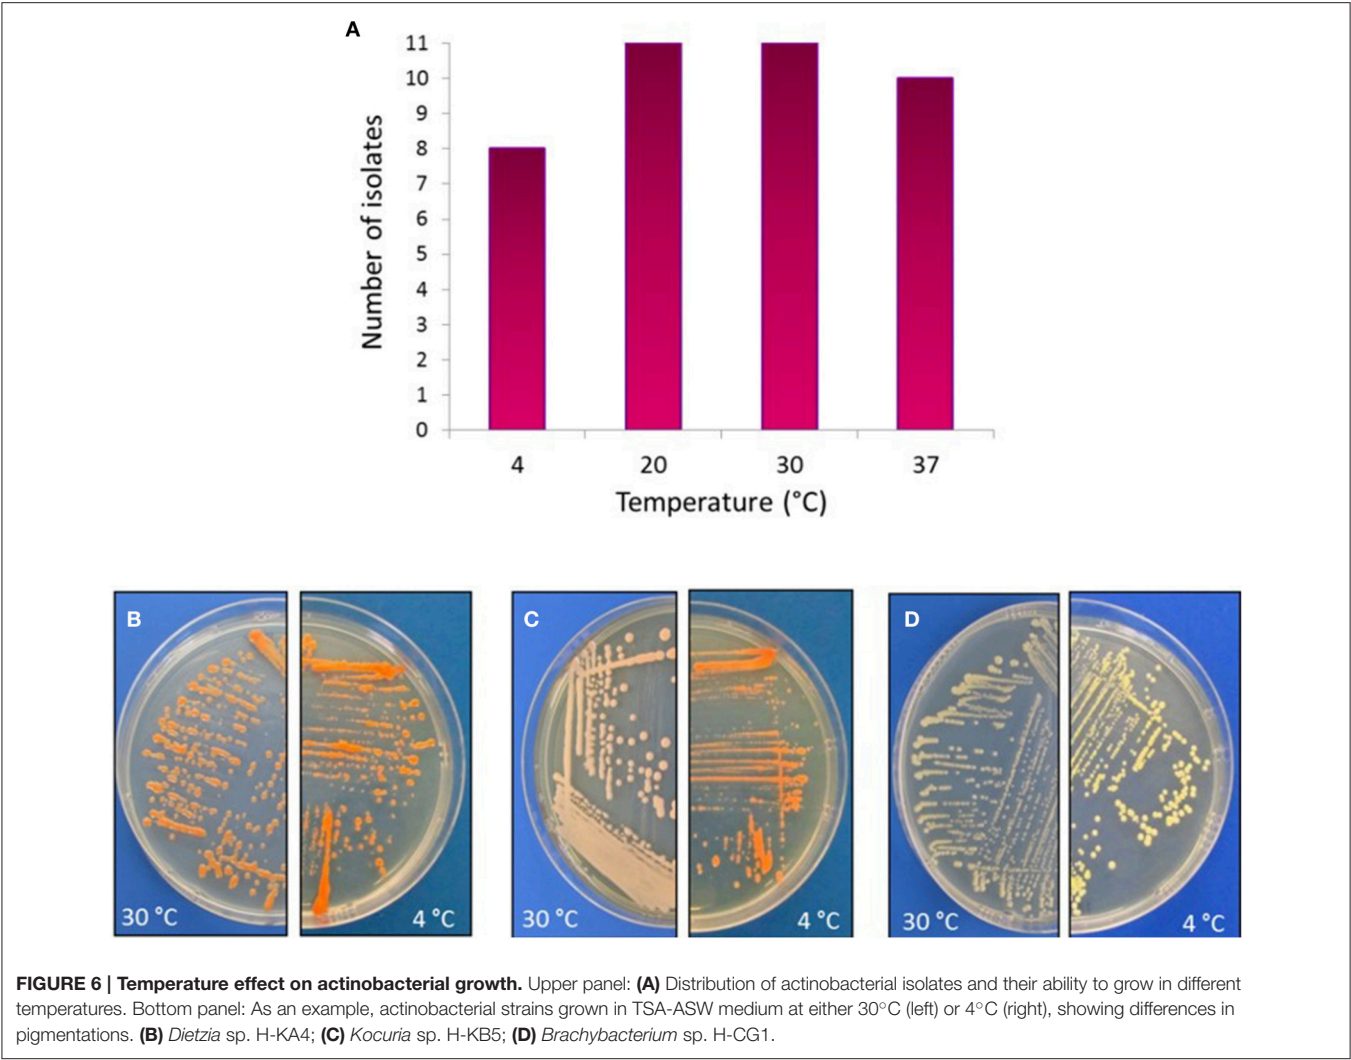 A
11
10
9
8
7
6
5
4
3
2
1
0
Number of isolates
4 20 30 37
Temperature (°C)
B
30 °C
4 °C
C
30 °C
4 °C
D
30 °C
4 °C
FIGURE 6 | Temperature effect on actinobacterial growth. Upper panel: (A) Distribution of actinobacterial isolates and their ability to grow in different
temperatures. Bottom panel: As an example, actinobacterial strains grown in TSA-ASW medium at either 30°C (left) or 4°C (right), showing differences in
pigmentations. (B) Dietzia sp. H-KA4; (C) Kocuria sp. H-KB5; (D) Brachybacterium sp. H-CG1.